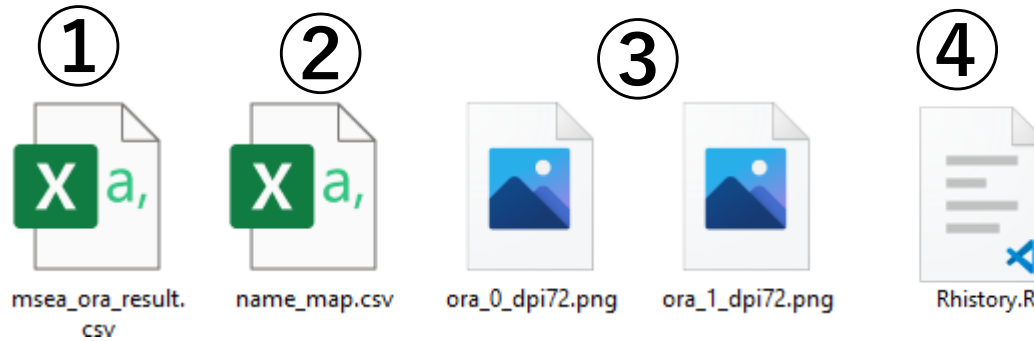 ① ② ③ ④
X a, X a,
msea_ora_result. name_map.csv ora_0_dpi72.png ora_1_dpi72.png Rhistory.R
csv